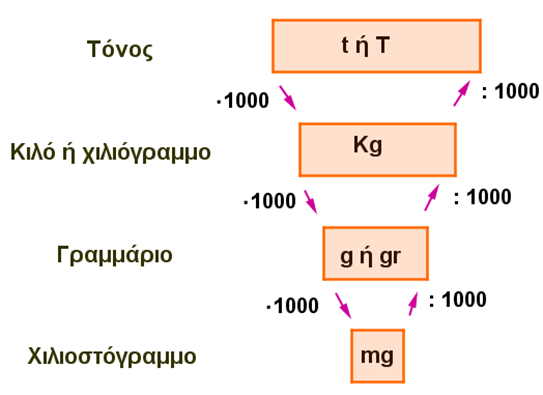 Τόνος
t ή T
·1000
: 1000
Κιλό ή χιλιόγραμμο
Kg
·1000
: 1000
Γραμμάριο
g ή gr
·1000
: 1000
Χιλιοστόγραμμο
mg